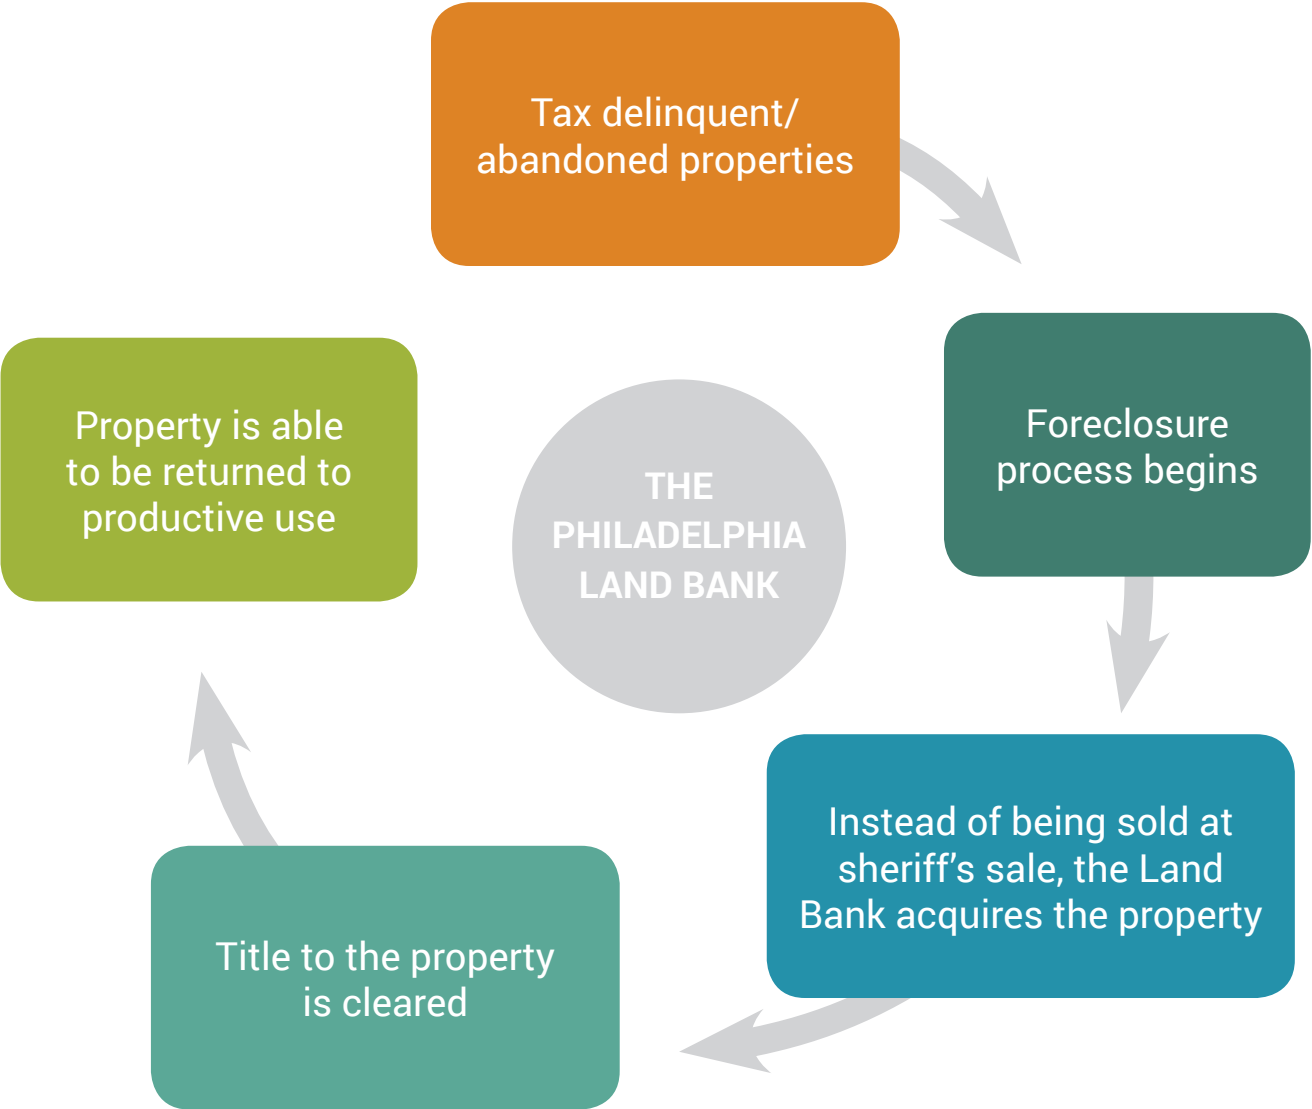 Tax delinquent/
abandoned properties
Foreclosure
process begins
Instead of being sold at
sheriff’s sale, the Land
Bank acquires the property
Title to the property
is cleared
Property is able
to be returned to
productive use
THE
PHILADELPHIA
LAND BANK